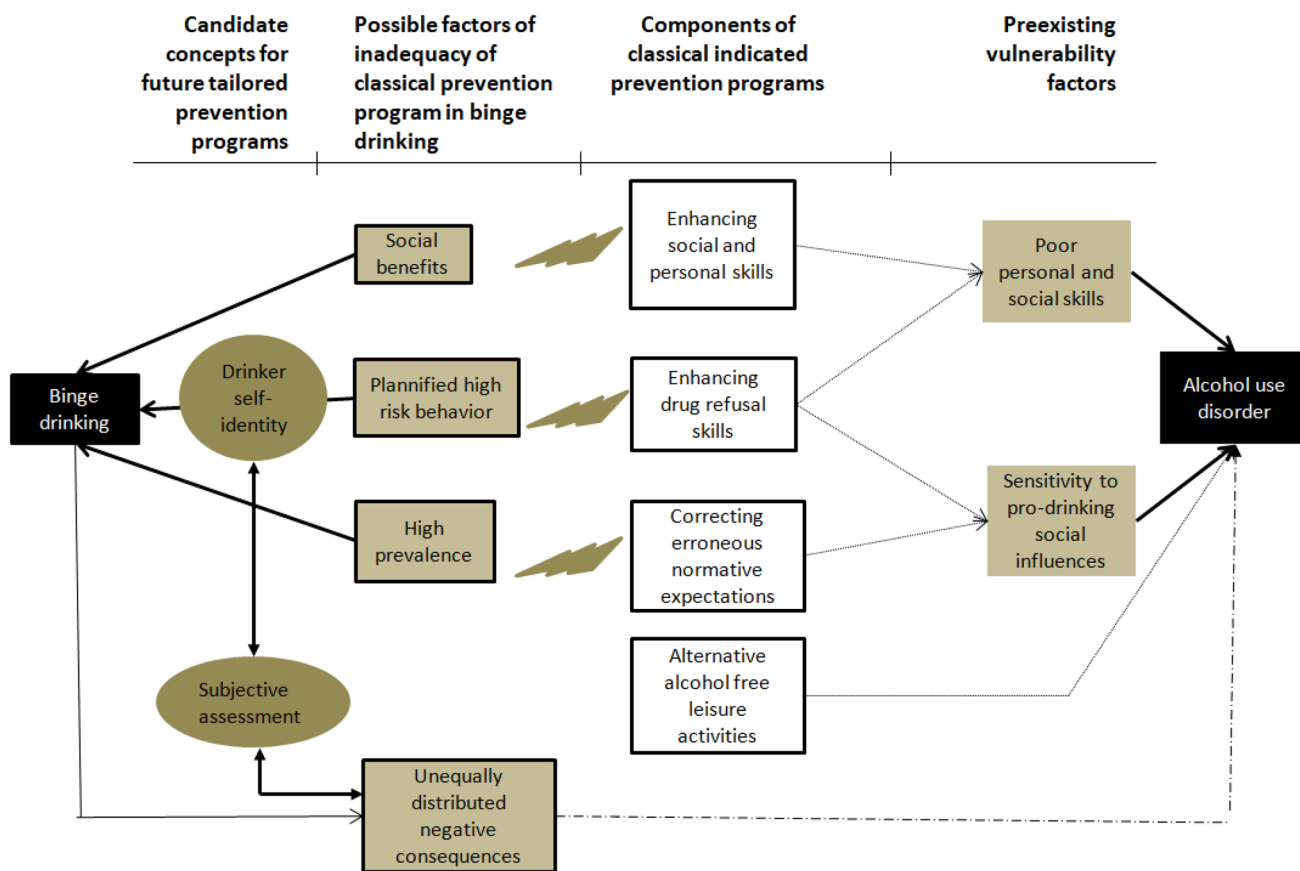 Candidate
concepts for
future tailored
prevention
programs
Possible factors of
inadequacy of
classical prevention
program in binge
drinking
Components of
classical indicated
prevention programs
Preexisting
vulnerability
factors
Social
benefits
Enhancing
social and
personal skills
Poor
personal and
social skills
Binge
drinking
Drinker
self-
identity
Plannified high
risk behavior
Enhancing
drug refusal
skills
Alcohol use
disorder
High
prevalence
Correcting
erroneous
normative
expectations
Sensitivity to
pro-drinking
social
influences
Subjective
assessment
Alternative
alcohol free
leisure
activities
Unequally
distributed
negative
consequences